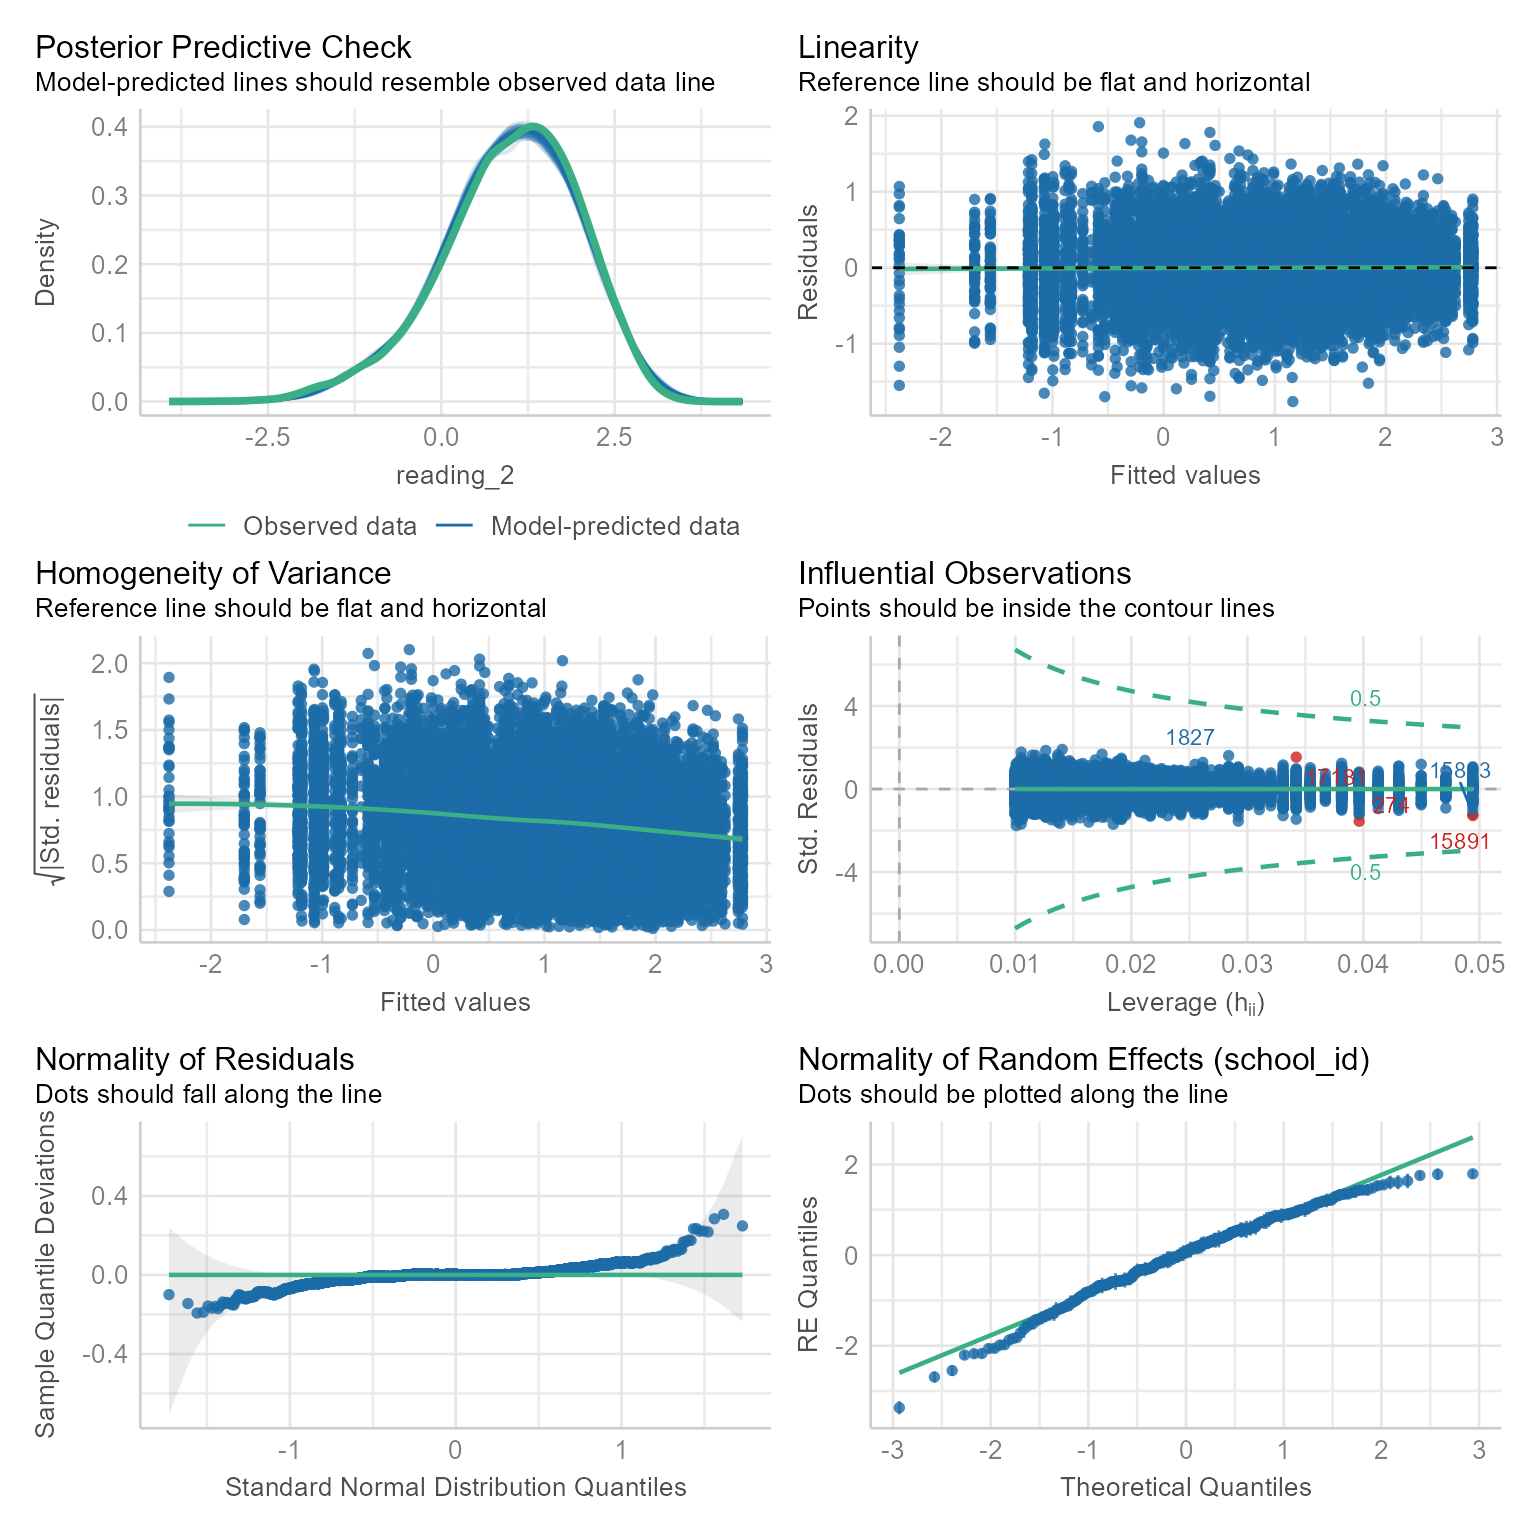 Posterior Predictive Check
Model-predicted lines should resemble observed data line
0.4
0.3
0.2
0.1
0.0
Density
-2.5
0.0
2.5
reading_2
Observed data
Model-predicted data
Linearity
Reference line should be flat and horizontal
2
1
0
-1
Residuals
-2
-1
0
1
2
3
Fitted values
Homogeneity of Variance
Reference line should be flat and horizontal
2.0
1.5
1.0
0.5
0.0
√|Std. residuals|
-2
-1
0
1
2
3
Fitted values
Influential Observations
Points should be inside the contour lines
4
0
-4
Std. Residuals
0.5
1827
17181
274
15891
0.5
0.00
0.01
0.02
0.03
0.04
0.05
Leverage (hii)
Normality of Residuals
Dots should fall along the line
0.4
0.0
-0.4
Sample Quantile Deviations
-1
0
1
Standard Normal Distribution Quantiles
Normality of Random Effects (school_id)
Dots should be plotted along the line
2
0
-2
RE Quantiles
-3
-2
-1
0
1
2
3
Theoretical Quantiles